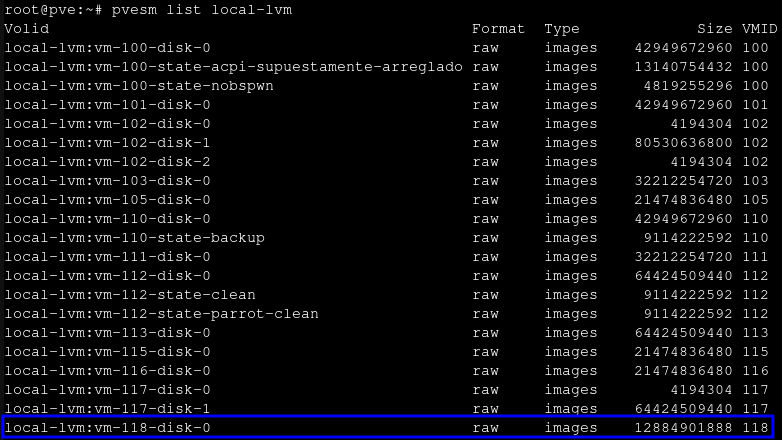 root@pve:~# pvesm list local-lvm
Volid Format Type Size VMID
local-lvm:vm-100-disk-0 raw images 42949672960 100
local-lvm:vm-100-state-acpi-supuestamente-arreglado raw images 13140754432 100
local-lvm:vm-100-state-nobspwn raw images 4819255296 100
local-lvm:vm-101-disk-0 raw images 42949672960 101
local-lvm:vm-102-disk-0 raw images 4194304 102
local-lvm:vm-102-disk-1 raw images 80530636800 102
local-lvm:vm-102-disk-2 raw images 4194304 102
local-lvm:vm-103-disk-0 raw images 32212254720 103
local-lvm:vm-105-disk-0 raw images 21474836480 105
local-lvm:vm-110-disk-0 raw images 42949672960 110
local-lvm:vm-110-state-backup raw images 9114222592 110
local-lvm:vm-111-disk-0 raw images 32212254720 111
local-lvm:vm-112-disk-0 raw images 64424509440 112
local-lvm:vm-112-state-clean raw images 9114222592 112
local-lvm:vm-112-state-parrot-clean raw images 9114222592 112
local-lvm:vm-113-disk-0 raw images 64424509440 113
local-lvm:vm-115-disk-0 raw images 21474836480 115
local-lvm:vm-116-disk-0 raw images 21474836480 116
local-lvm:vm-117-disk-0 raw images 4194304 117
local-lvm:vm-117-disk-1 raw images 64424509440 117
local-lvm:vm-118-disk-0 raw images 12884901888 118